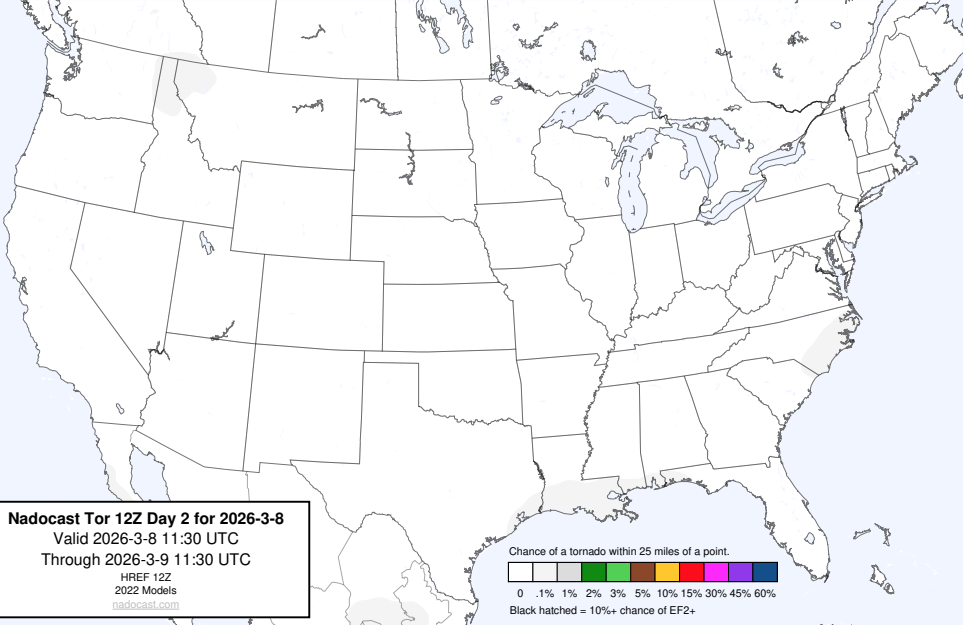 Nadocast Tor 12Z Day 2 for 2026-3-8
Valid 2026-3-8 11:30 UTC
Through 2026-3-9 11:30 UTC
HREF 12Z
2022 Models
nadocast.com
Chance of a tornado within 25 miles of a point.
0 .1% 1% 2% 3% 5% 10% 15% 30% 45% 60%
Black hatched = 10%+ chance of EF2+